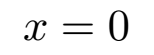 x = 0